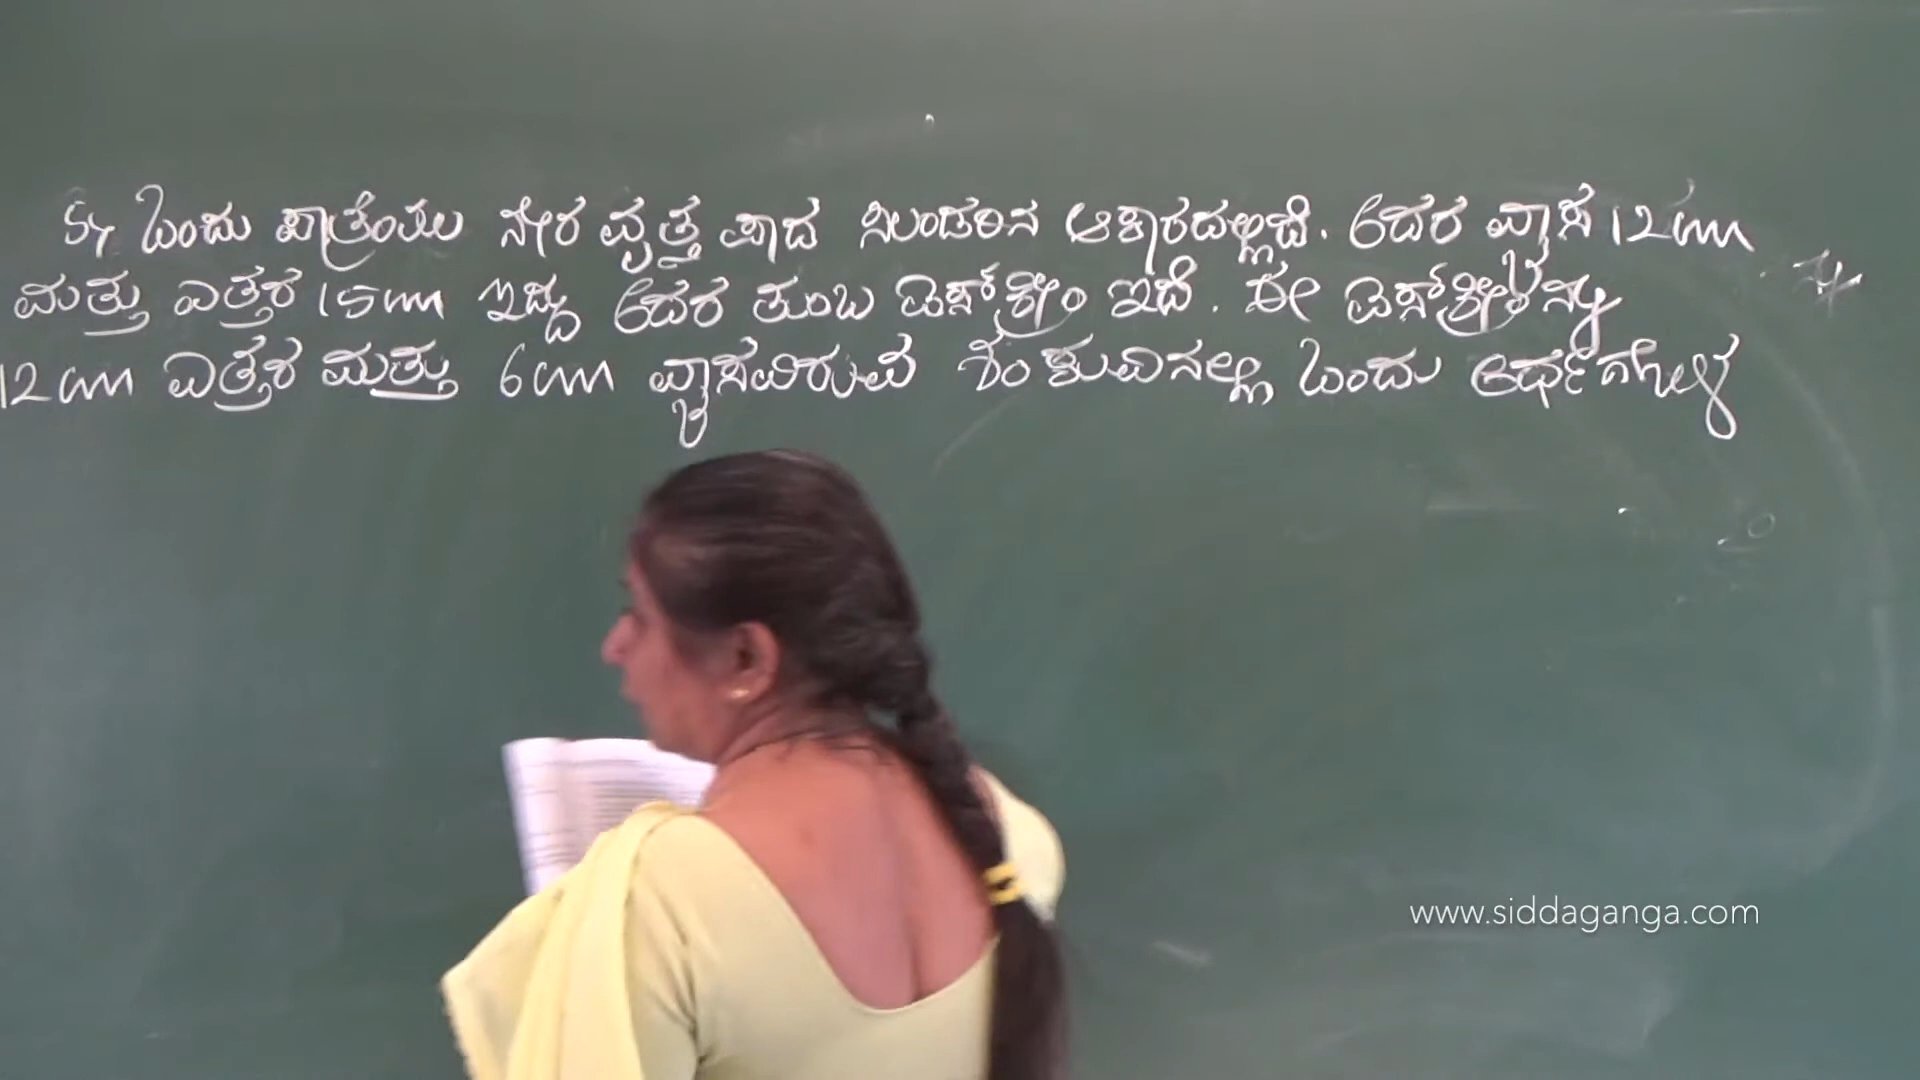 5, ಒಂದು ಪಾತ್ರೆಯು ನೇರ ವೃತ್ತ ಪಾದ ಸಿಲಿಂಡರಿನ ಆಕಾರದಲ್ಲಿದೆ. ಅದರ ವ್ಯಾಸ 12cm
ಮತ್ತು ಎತ್ತರ 15cm ಇದ್ದು ಅದರ ತುಂಬ ಐಸ್‌ಕ್ರೀಂ ಇದೆ. ಈ ಐಸ್‌ಕ್ರೀಂನ್ನು
12cm ಎತ್ತರ ಮತ್ತು 6cm ವ್ಯಾಸವಿರುವ ಶಂಕುವಿನಲ್ಲಿ ಒಂದು ಅರ್ಧಗೋಳ
www.siddaganga.com